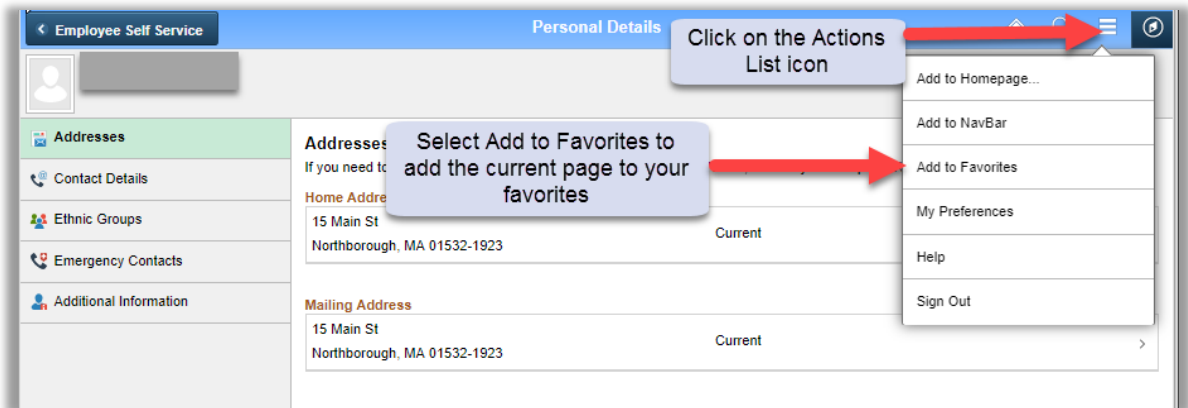 Employee Self Service
Personal Details
Click on the Actions
List icon
Add to Homepage...
Add to NavBar
Add to Favorites
My Preferences
Help
Sign Out
Addresses
Contact Details
Ethnic Groups
Emergency Contacts
Additional Information
Addresses
If you need to
Select Add to Favorites to
add the current page to your
favorites
Home Addre
15 Main St
Northborough, MA 01532-1923
Current
Mailing Address
15 Main St
Northborough, MA 01532-1923
Current